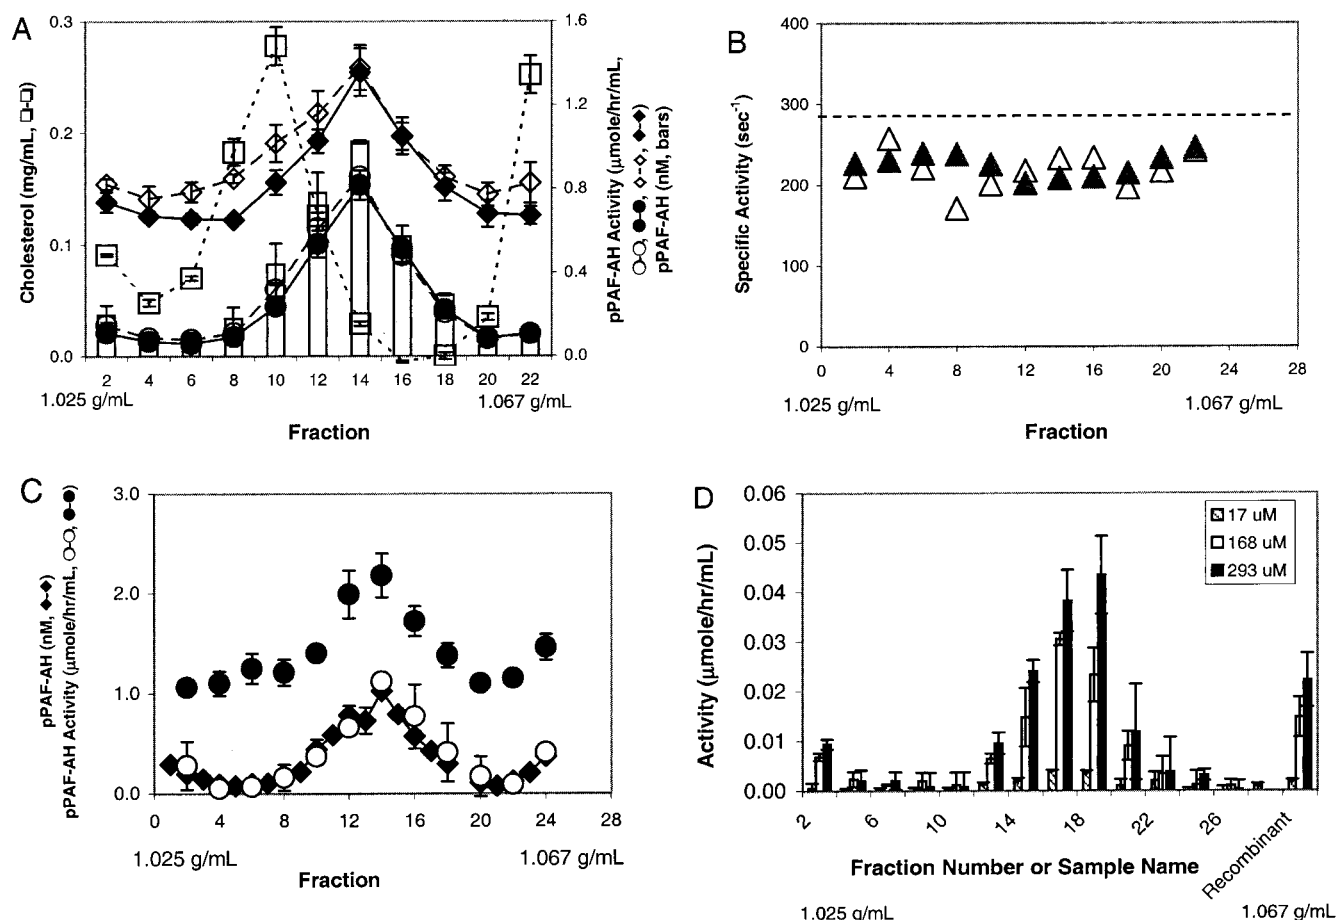 A
Cholesterol (mg/mL, □-□)
0.3
0.2
0.1
0.0
1.6
1.2
0.8
0.4
0.0
pPAF-AH Activity (µmole/hr/mL,
◆-◆, ◇-◇, ●-●, ○-○)
pPAF-AH (nM, bars)
2 4 6 8 10 12 14 16 18 20 22
1.025 g/mL 1.067 g/mL
Fraction
B
Specific Activity (sec⁻¹)
400
300
200
100
0
0 4 8 12 16 20 24 28
1.025 g/mL 1.067 g/mL
Fraction
C
pPAF-AH (nM, ◆-◆)
pPAF-AH Activity (µmole/hr/mL, ○-○, ●-●)
3.0
2.0
1.0
0.0
0 4 8 12 16 20 24 28
1.025 g/mL 1.067 g/mL
Fraction
D
Activity (µmole/hr/mL)
0.06
0.05
0.04
0.03
0.02
0.01
0.00
17 uM
168 uM
293 uM
2 6 10 14 18 22 26 Recombinant
Fraction Number or Sample Name
1.025 g/mL 1.067 g/mL